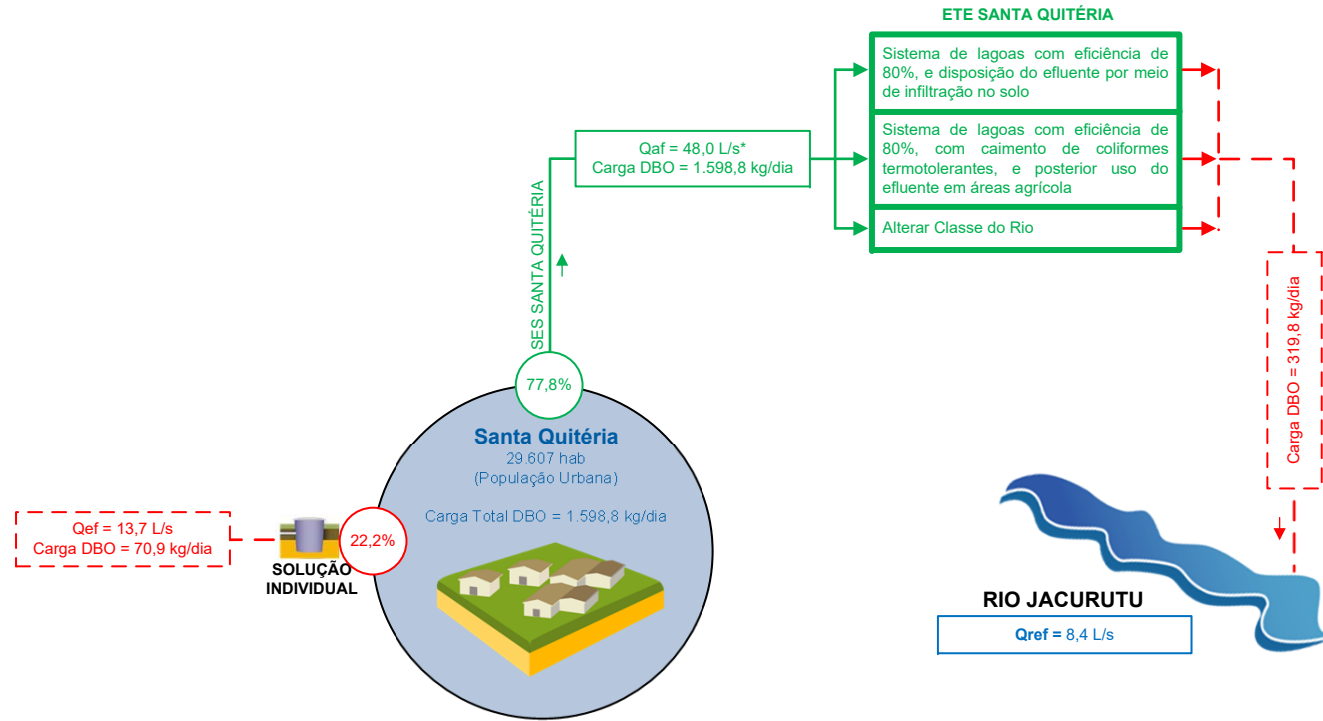 ETE SANTA QUITÉRIA
Sistema de lagoas com eficiência de
80%, e disposição do efluente por meio
de infiltração no solo
Sistema de lagoas com eficiência de
80%, com caimento de coliformes
termotolerantes, e posterior uso do
efluente em áreas agrícola
Alterar Classe do Rio
Qaf = 48,0 L/s*
Carga DBO = 1.598,8 kg/dia
SES SANTA QUITÉRIA
Carga DBO = 319,8 kg/dia
77,8%
Santa Quitéria
29.607 hab
(População Urbana)
Carga Total DBO = 1.598,8 kg/dia
Qef = 13,7 L/s
Carga DBO = 70,9 kg/dia
22,2%
SOLUÇÃO
INDIVIDUAL
RIO JACURUTU
Qref = 8,4 L/s